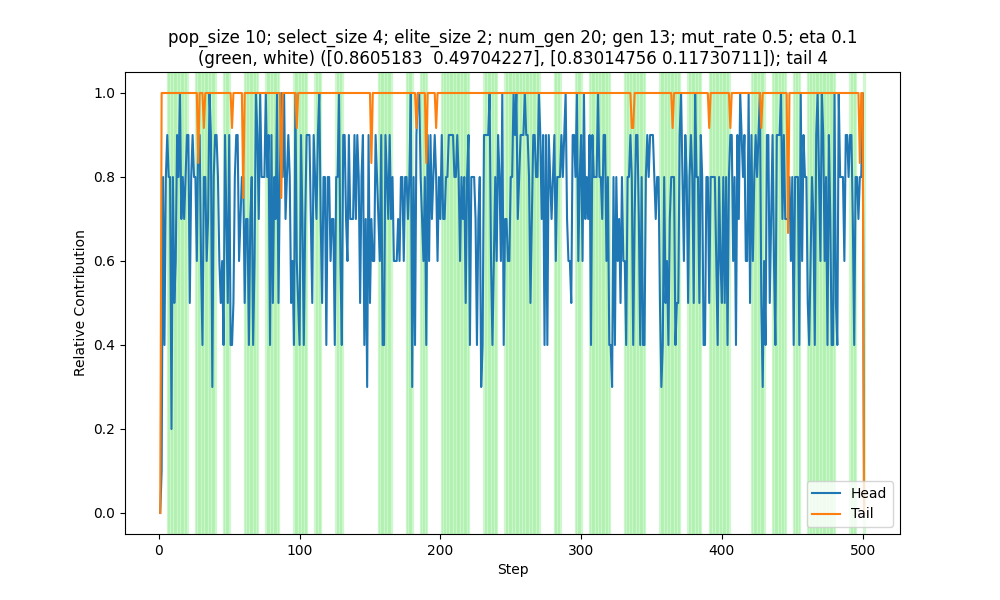 pop_size 10; select_size 4; elite_size 2; num_gen 20; gen 13; mut_rate 0.5; eta 0.1
(green, white) ([0.8605183  0.49704227], [0.83014756 0.11730711]); tail 4
1.0
0.8
0.6
0.4
0.2
0.0
Relative Contribution
Head
Tail
0
100
200
300
400
500
Step